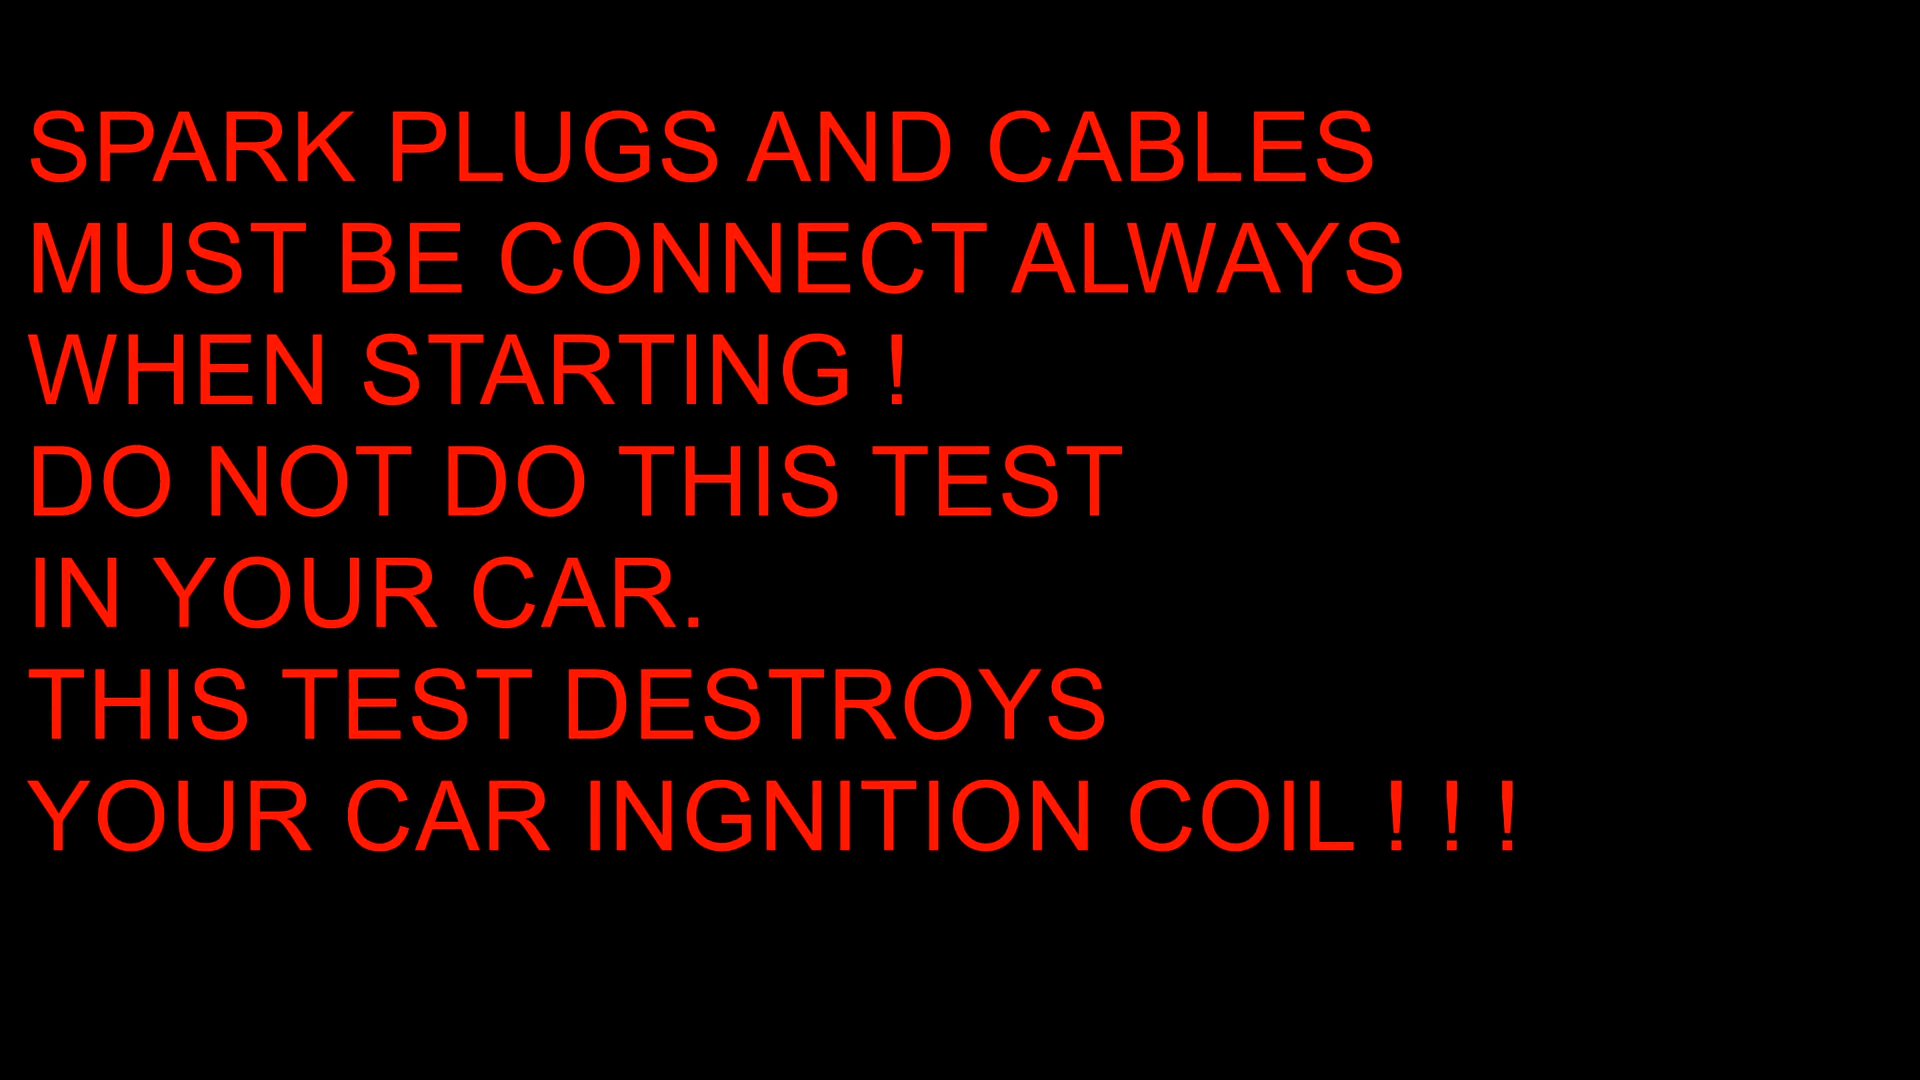 SPARK PLUGS AND CABLES
MUST BE CONNECT ALWAYS
WHEN STARTING !
DO NOT DO THIS TEST
IN YOUR CAR.
THIS TEST DESTROYS
YOUR CAR INGNITION COIL ! ! !